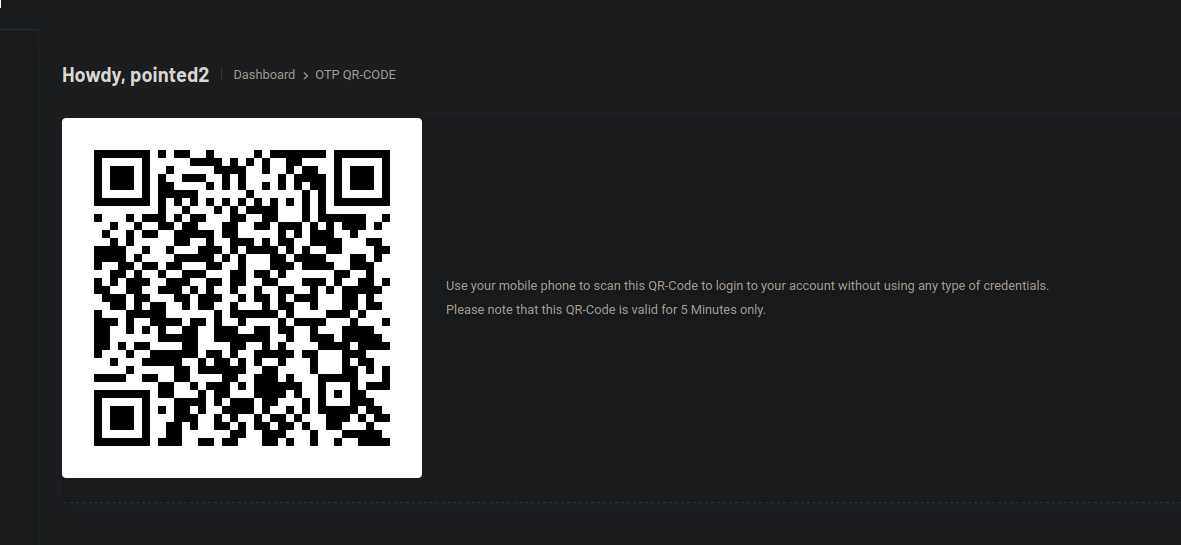 Howdy, pointed2 Dashboard > OTP QR-CODE
Use your mobile phone to scan this QR-Code to login to your account without using any type of credentials.
Please note that this QR-Code is valid for 5 Minutes only.